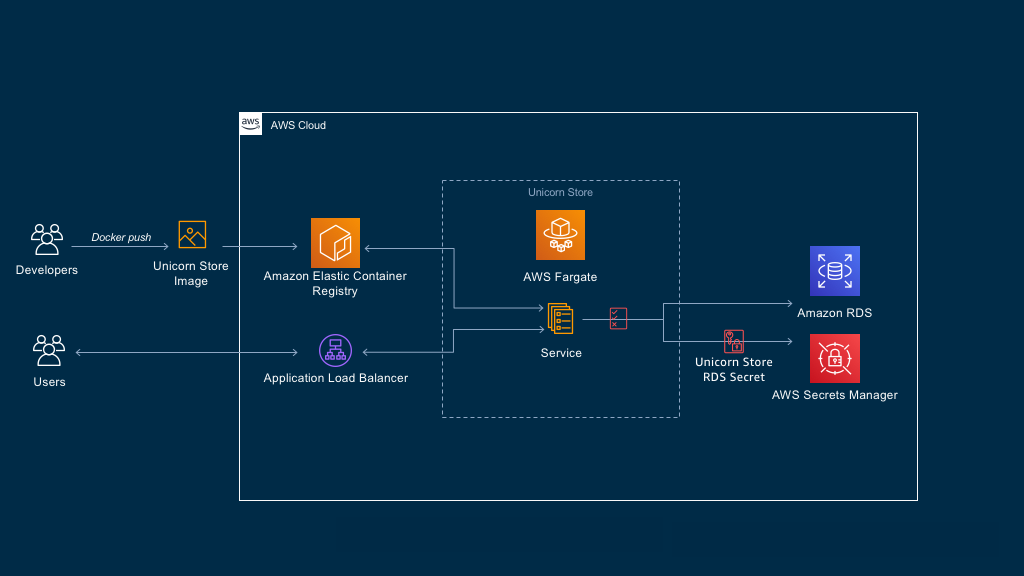 aws
AWS Cloud
Unicorn Store
Docker push
Developers
Unicorn Store
Image
Amazon Elastic Container
Registry
AWS Fargate
Amazon RDS
Users
Application Load Balancer
Service
Unicorn Store
RDS Secret
AWS Secrets Manager